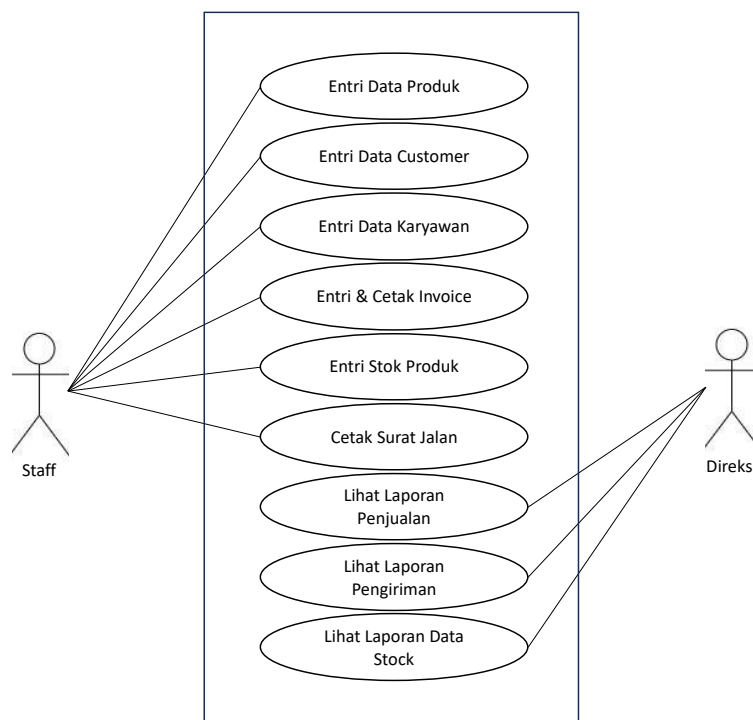 Entri Data Produk
Entri Data Customer
Entri Data Karyawan
Entri & Cetak Invoice
Entri Stok Produk
Cetak Surat Jalan
Staff
Direks
Lihat Laporan
Penjualan
Lihat Laporan
Pengiriman
Lihat Laporan Data
Stock